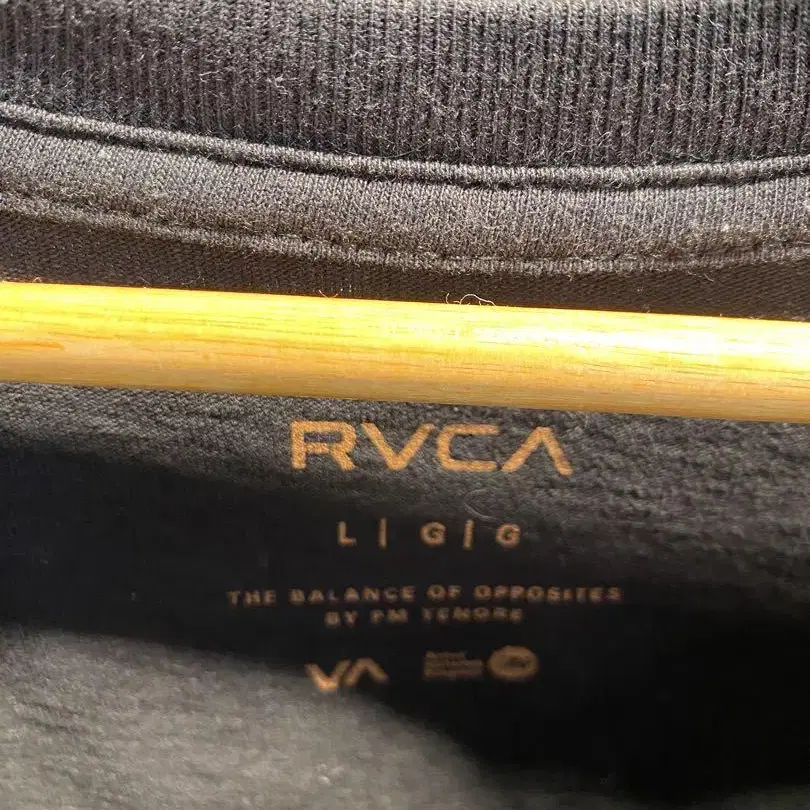 RVCA
L | G | G
THE BALANCE OF OPPOSITES
BY PM TENORE
VA